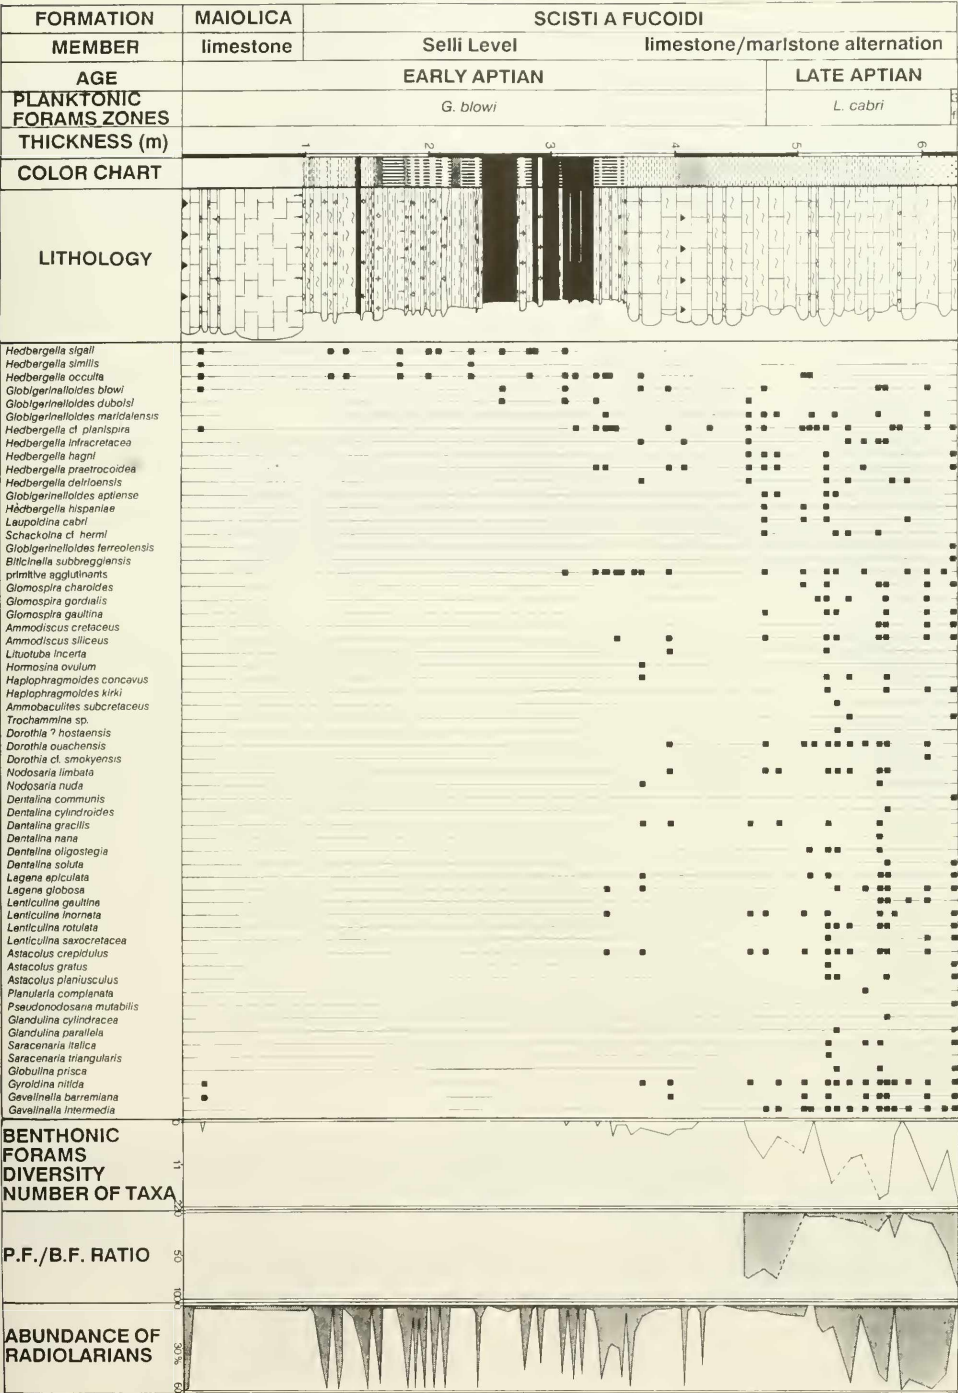 FORMATION MAIOLICA SCISTI A FUCOIDI
MEMBER limestone Selli Level limestone/marlstone alternation
AGE EARLY APTIAN LATE APTIAN
PLANKTONIC
FORAMS ZONES G. blowi L. cabri
THICKNESS (m) 1 2 3 4 5 6
COLOR CHART
LITHOLOGY
Hedbergella sigali
Hedbergella similis
Hedbergella occulta
Globigerinelloides blowi
Globigerinelloides duboisi
Globigerinelloides maridalensis
Hedbergella cf planispira
Hedbergella infracretacea
Hedbergella hagni
Hedbergella praetrocoidea
Hedbergella delrioensis
Globigerinelloides aptiense
Hedbergella hispaniae
Leupoldina cabri
Schackoina cf hermi
Globigerinelloides ferreolensis
Biticinella subbreggiensis
primitive agglutinants
Glomospira charoides
Glomospira gordialis
Glomospira gaultina
Ammodiscus cretaceus
Ammodiscus siliceus
Lituotuba incerta
Hormosina ovulum
Haplophragmoides concavus
Haplophragmoides kirki
Ammobaculites subcretaceus
Trochammina sp.
Dorothia ? hostaensis
Dorothia ouachensis
Dorothia cf. smokyensis
Nodosaria limbata
Nodosaria nuda
Dentalina communis
Dentalina cylindroides
Dentalina gracilis
Dentalina nana
Dentalina oligostegia
Dentalina soluta
Lagena apiculata
Lagena globosa
Lenticulina gaultina
Lenticulina inornata
Lenticulina rotulata
Lenticulina saxocretacea
Astacolus crepidulus
Astacolus gratus
Astacolus planiusculus
Planularia complanata
Pseudonodosaria mutabilis
Glandulina cylindracea
Glandulina parallela
Saracenaria italica
Saracenaria triangularis
Globulina prisca
Gyroidina nitida
Gavelinella barremiana
Gavelinella intermedia
BENTHONIC 0
FORAMS
DIVERSITY 11
NUMBER OF TAXA 22
P.F./B.F. RATIO 50
100
ABUNDANCE OF
RADIOLARIANS 30%
60